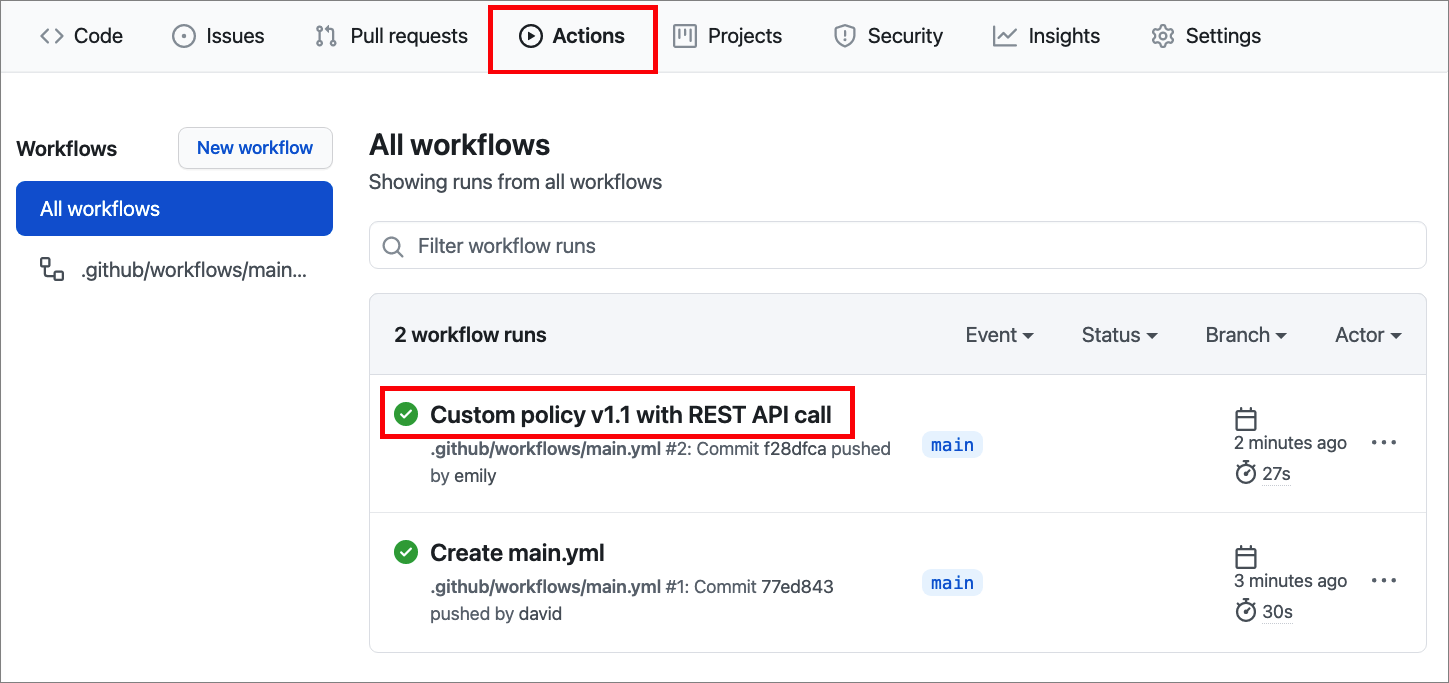 Code Issues Pull requests Actions Projects Security Insights Settings
Workflows
New workflow
All workflows
.github/workflows/main...
All workflows
Showing runs from all workflows
Filter workflow runs
2 workflow runs Event Status Branch Actor
Custom policy v1.1 with REST API call
.github/workflows/main.yml #2: Commit f28dfca pushed
by emily
main
2 minutes ago
27s
Create main.yml
.github/workflows/main.yml #1: Commit 77ed843
pushed by david
main
3 minutes ago
30s